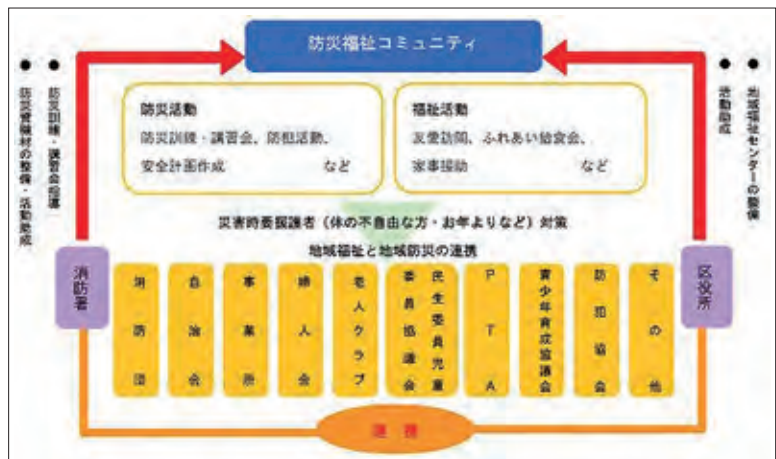 防災福祉コミュニティ
● 防災訓練・講習会指導
● 防災資機材の整備・活動助成
● 地域福祉センターの整備
● 活動助成
防災活動
防災訓練・講習会、防犯活動、
安全計画作成 など
福祉活動
友愛訪問、ふれあい給食会、
家事援助 など
災害時要援護者(体の不自由な方・お年よりなど)対策
地域福祉と地域防災の連携
消防署
消防団
自治会
事業所
婦人会
老人クラブ
民生委員児童
委員協議会
PTA
青少年育成協議会
防犯協会
その他
区役所
連携